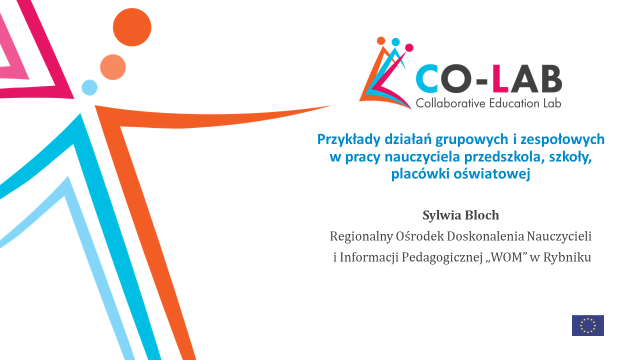 CO-LAB
Collaborative Education Lab
Przykłady działań grupowych i zespołowych
w pracy nauczyciela przedszkola, szkoły,
placówki oświatowej
Sylwia Bloch
Regionalny Ośrodek Doskonalenia Nauczycieli
i Informacji Pedagogicznej „WOM” w Rybniku